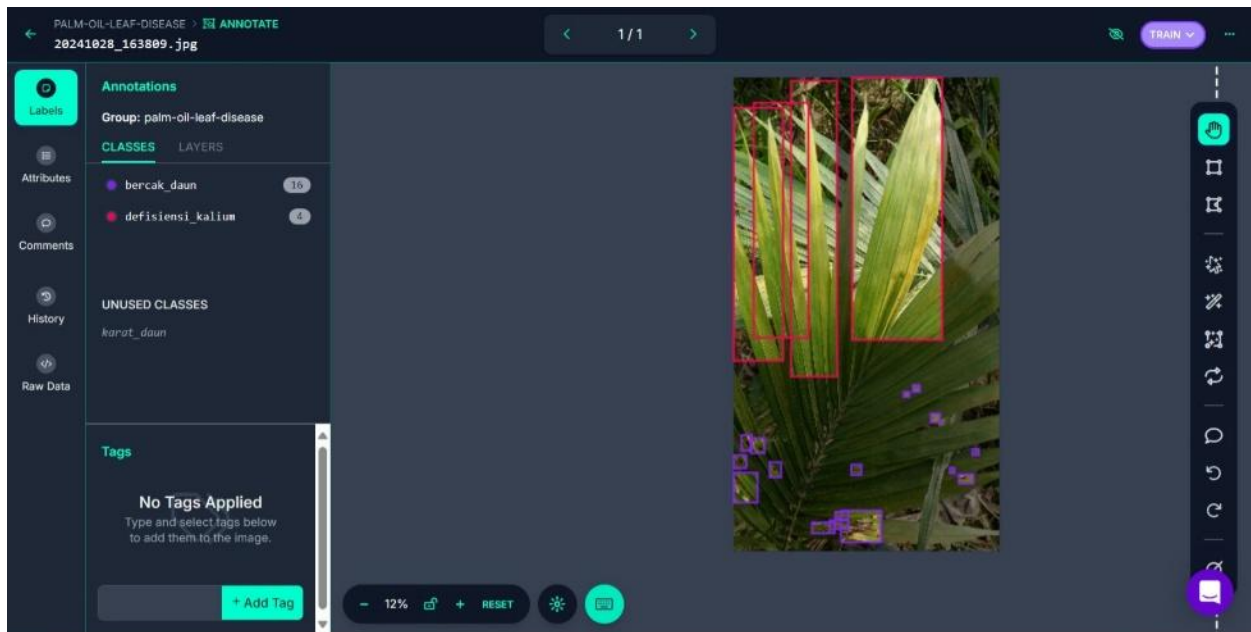 PALM-OIL-LEAF-DISEASE > ANNOTATE
20241028_163809.jpg
1/1
TRAIN
Labels
Attributes
Comments
History
Raw Data
Annotations
Group: palm-oil-leaf-disease
CLASSES LAYERS
bercak_daun 16
defisiensi_kalium 4
UNUSED CLASSES
karat_daun
Tags
No Tags Applied
Type and select tags below
to add them to the image.
+ Add Tag
- 12% + RESET